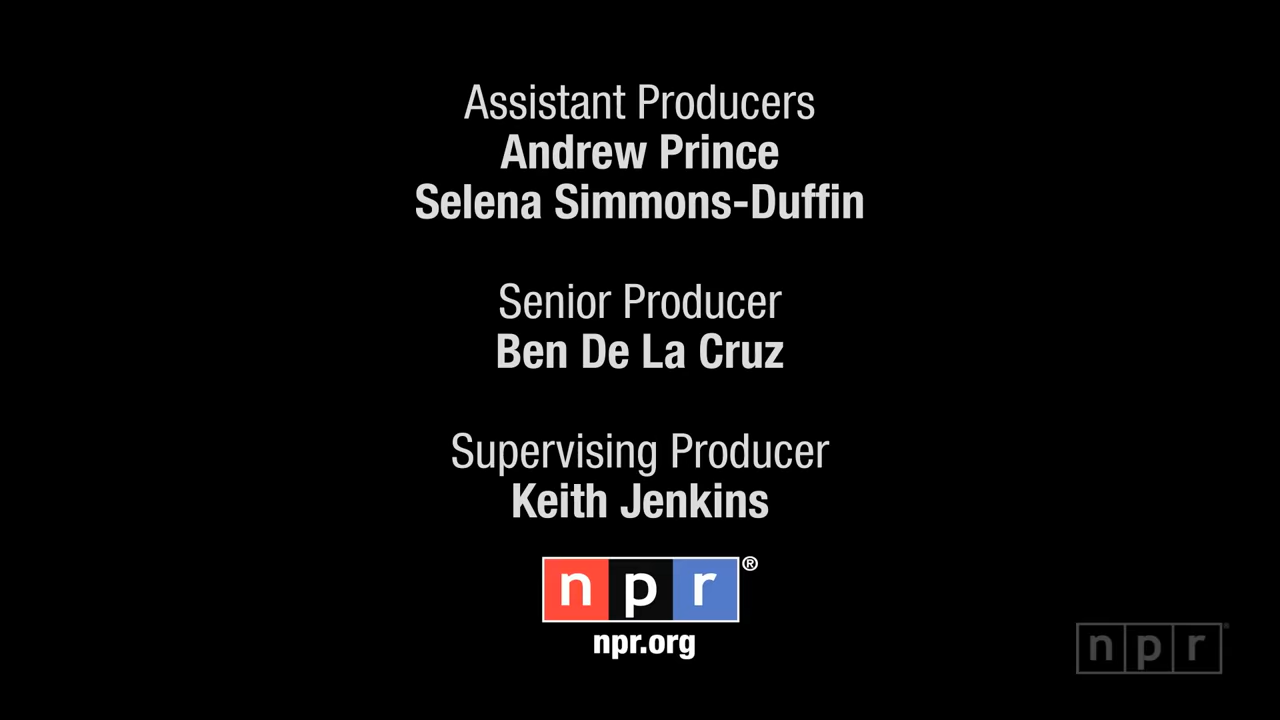 Assistant Producers
Andrew Prince
Selena Simmons-Duffin
Senior Producer
Ben De La Cruz
Supervising Producer
Keith Jenkins
npr®
npr.org
npr